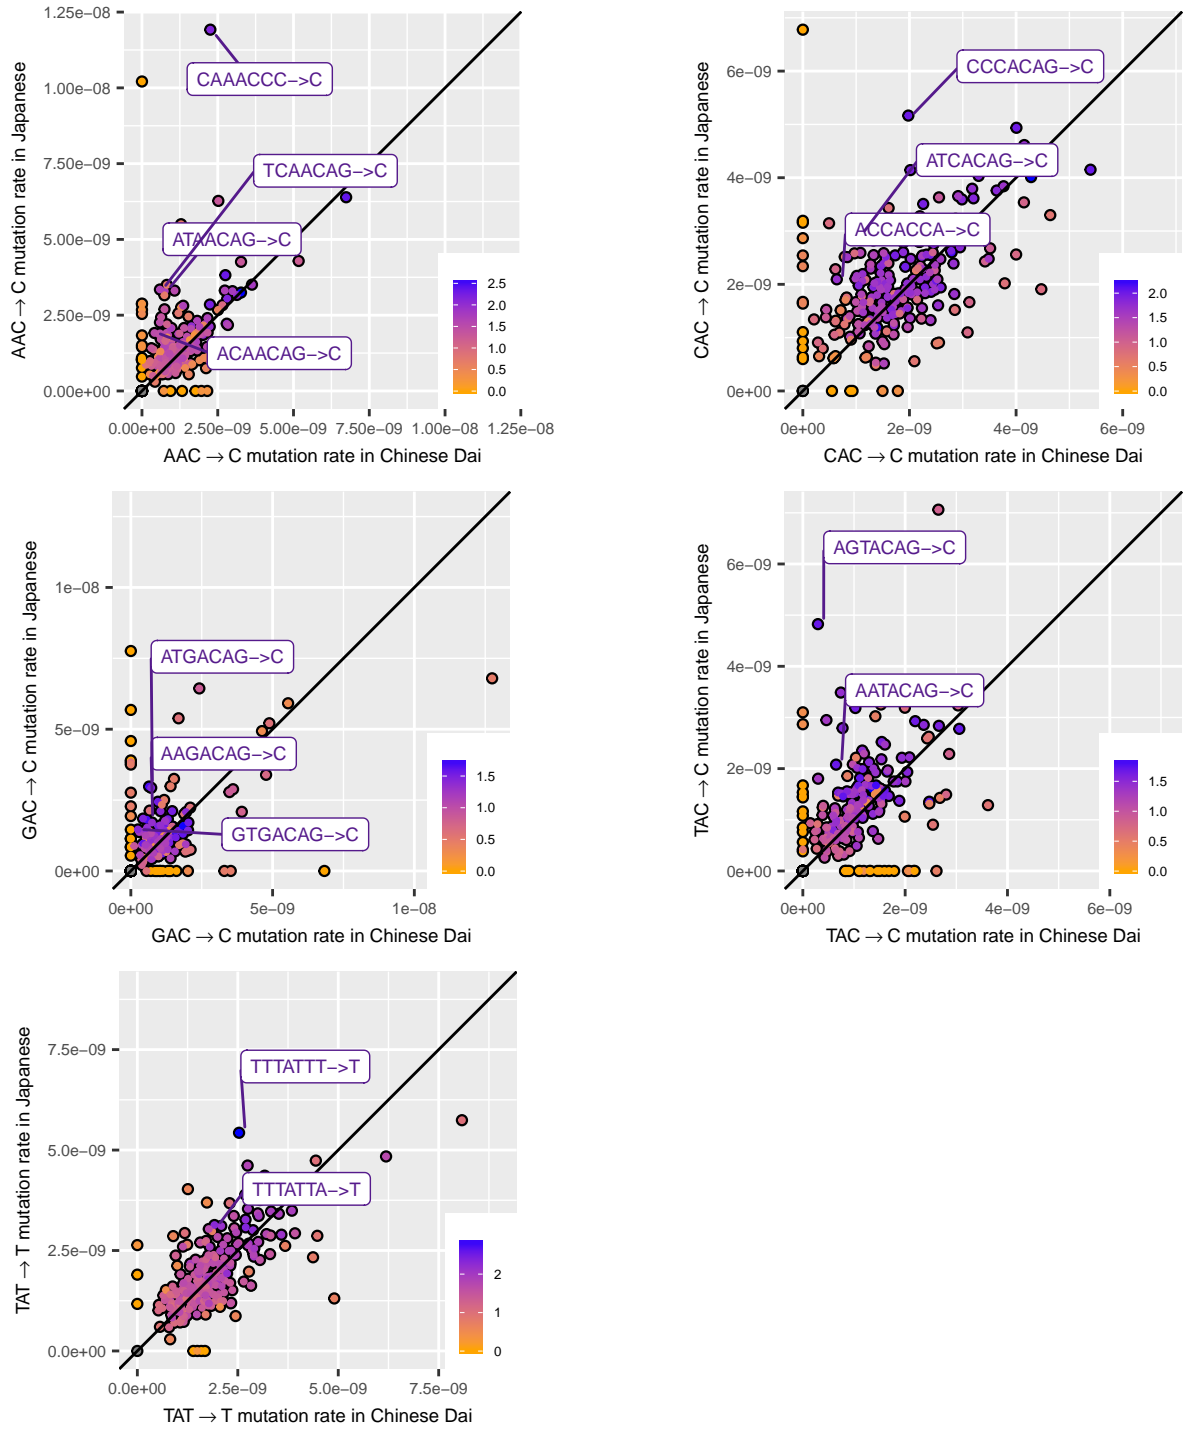 AAC → C mutation rate in Japanese
1.25e−08
1.00e−08
7.50e−09
5.00e−09
2.50e−09
0.00e+00
CAAACCC−>C
TCAACAG−>C
ATAACAG−>C
ACAACAG−>C
2.5
2.0
1.5
1.0
0.5
0.0
0.00e+00 2.50e−09 5.00e−09 7.50e−09 1.00e−08 1.25e−08
AAC → C mutation rate in Chinese Dai
CAC → C mutation rate in Japanese
6e−09
4e−09
2e−09
0e+00
CCCACAG−>C
ATCACAG−>C
ACCACCA−>C
2.0
1.5
1.0
0.5
0.0
0e+00 2e−09 4e−09 6e−09
CAC → C mutation rate in Chinese Dai
GAC → C mutation rate in Japanese
1e−08
5e−09
0e+00
ATGACAG−>C
AAGACAG−>C
GTGACAG−>C
1.5
1.0
0.5
0.0
0e+00 5e−09 1e−08
GAC → C mutation rate in Chinese Dai
TAC → C mutation rate in Japanese
6e−09
4e−09
2e−09
0e+00
AGTACAG−>C
AATACAG−>C
1.5
1.0
0.5
0.0
0e+00 2e−09 4e−09 6e−09
TAC → C mutation rate in Chinese Dai
TAT → T mutation rate in Japanese
7.5e−09
5.0e−09
2.5e−09
0.0e+00
TTTATTT−>T
TTTATTA−>T
2
1
0
0.0e+00 2.5e−09 5.0e−09 7.5e−09
TAT → T mutation rate in Chinese Dai